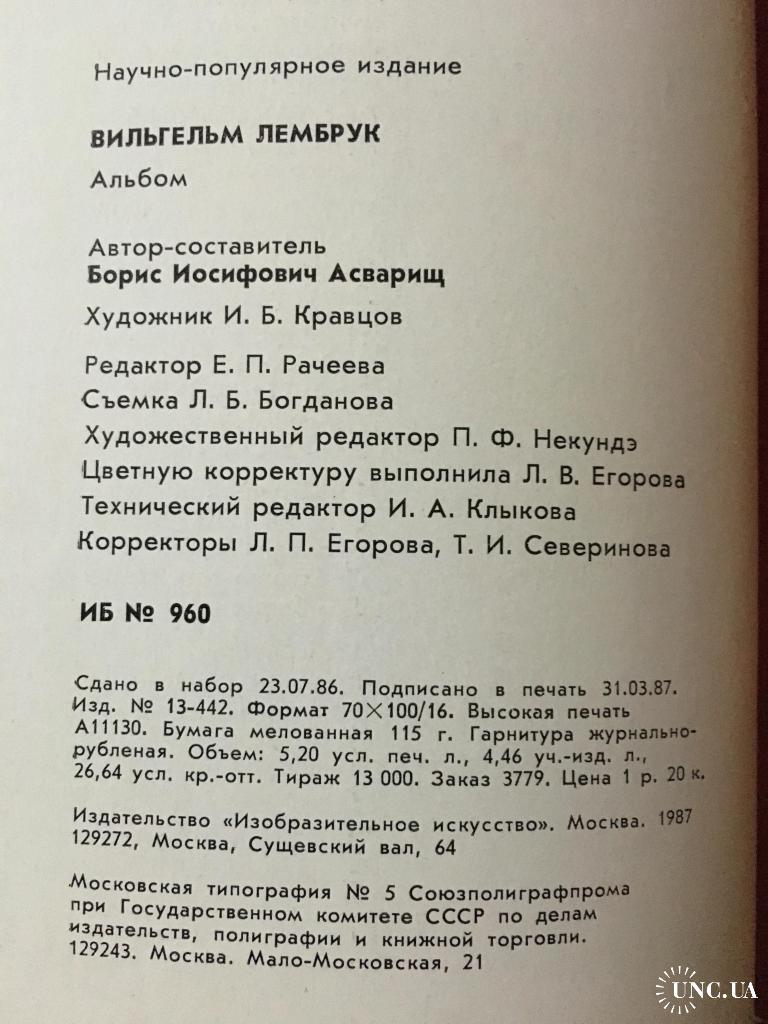 Научно-популярное издание
ВИЛЬГЕЛЬМ ЛЕМБРУК
Альбом
Автор-составитель
Борис Иосифович Асварищ
Художник И. Б. Кравцов
Редактор Е. П. Рачеева
Съемка Л. Б. Богданова
Художественный редактор П. Ф. Некундэ
Цветную корректуру выполнила Л. В. Егорова
Технический редактор И. А. Клыкова
Корректоры Л. П. Егорова, Т. И. Северинова
ИБ № 960
Сдано в набор 23.07.86. Подписано в печать 31.03.87.
Изд. № 13-442. Формат 70×100/16. Высокая печать
А11130. Бумага мелованная 115 г. Гарнитура журнально-
рубленая. Объем: 5,20 усл. печ. л., 4,46 уч.-изд. л.,
26,64 усл. кр.-отт. Тираж 13 000. Заказ 3779. Цена 1 р. 20 к.
Издательство «Изобразительное искусство». Москва. 1987
129272, Москва, Сущевский вал, 64
Московская типография № 5 Союзполиграфпрома
при Государственном комитете СССР по делам
издательств, полиграфии и книжной торговли.
129243. Москва. Мало-Московская, 21
UNC.UA